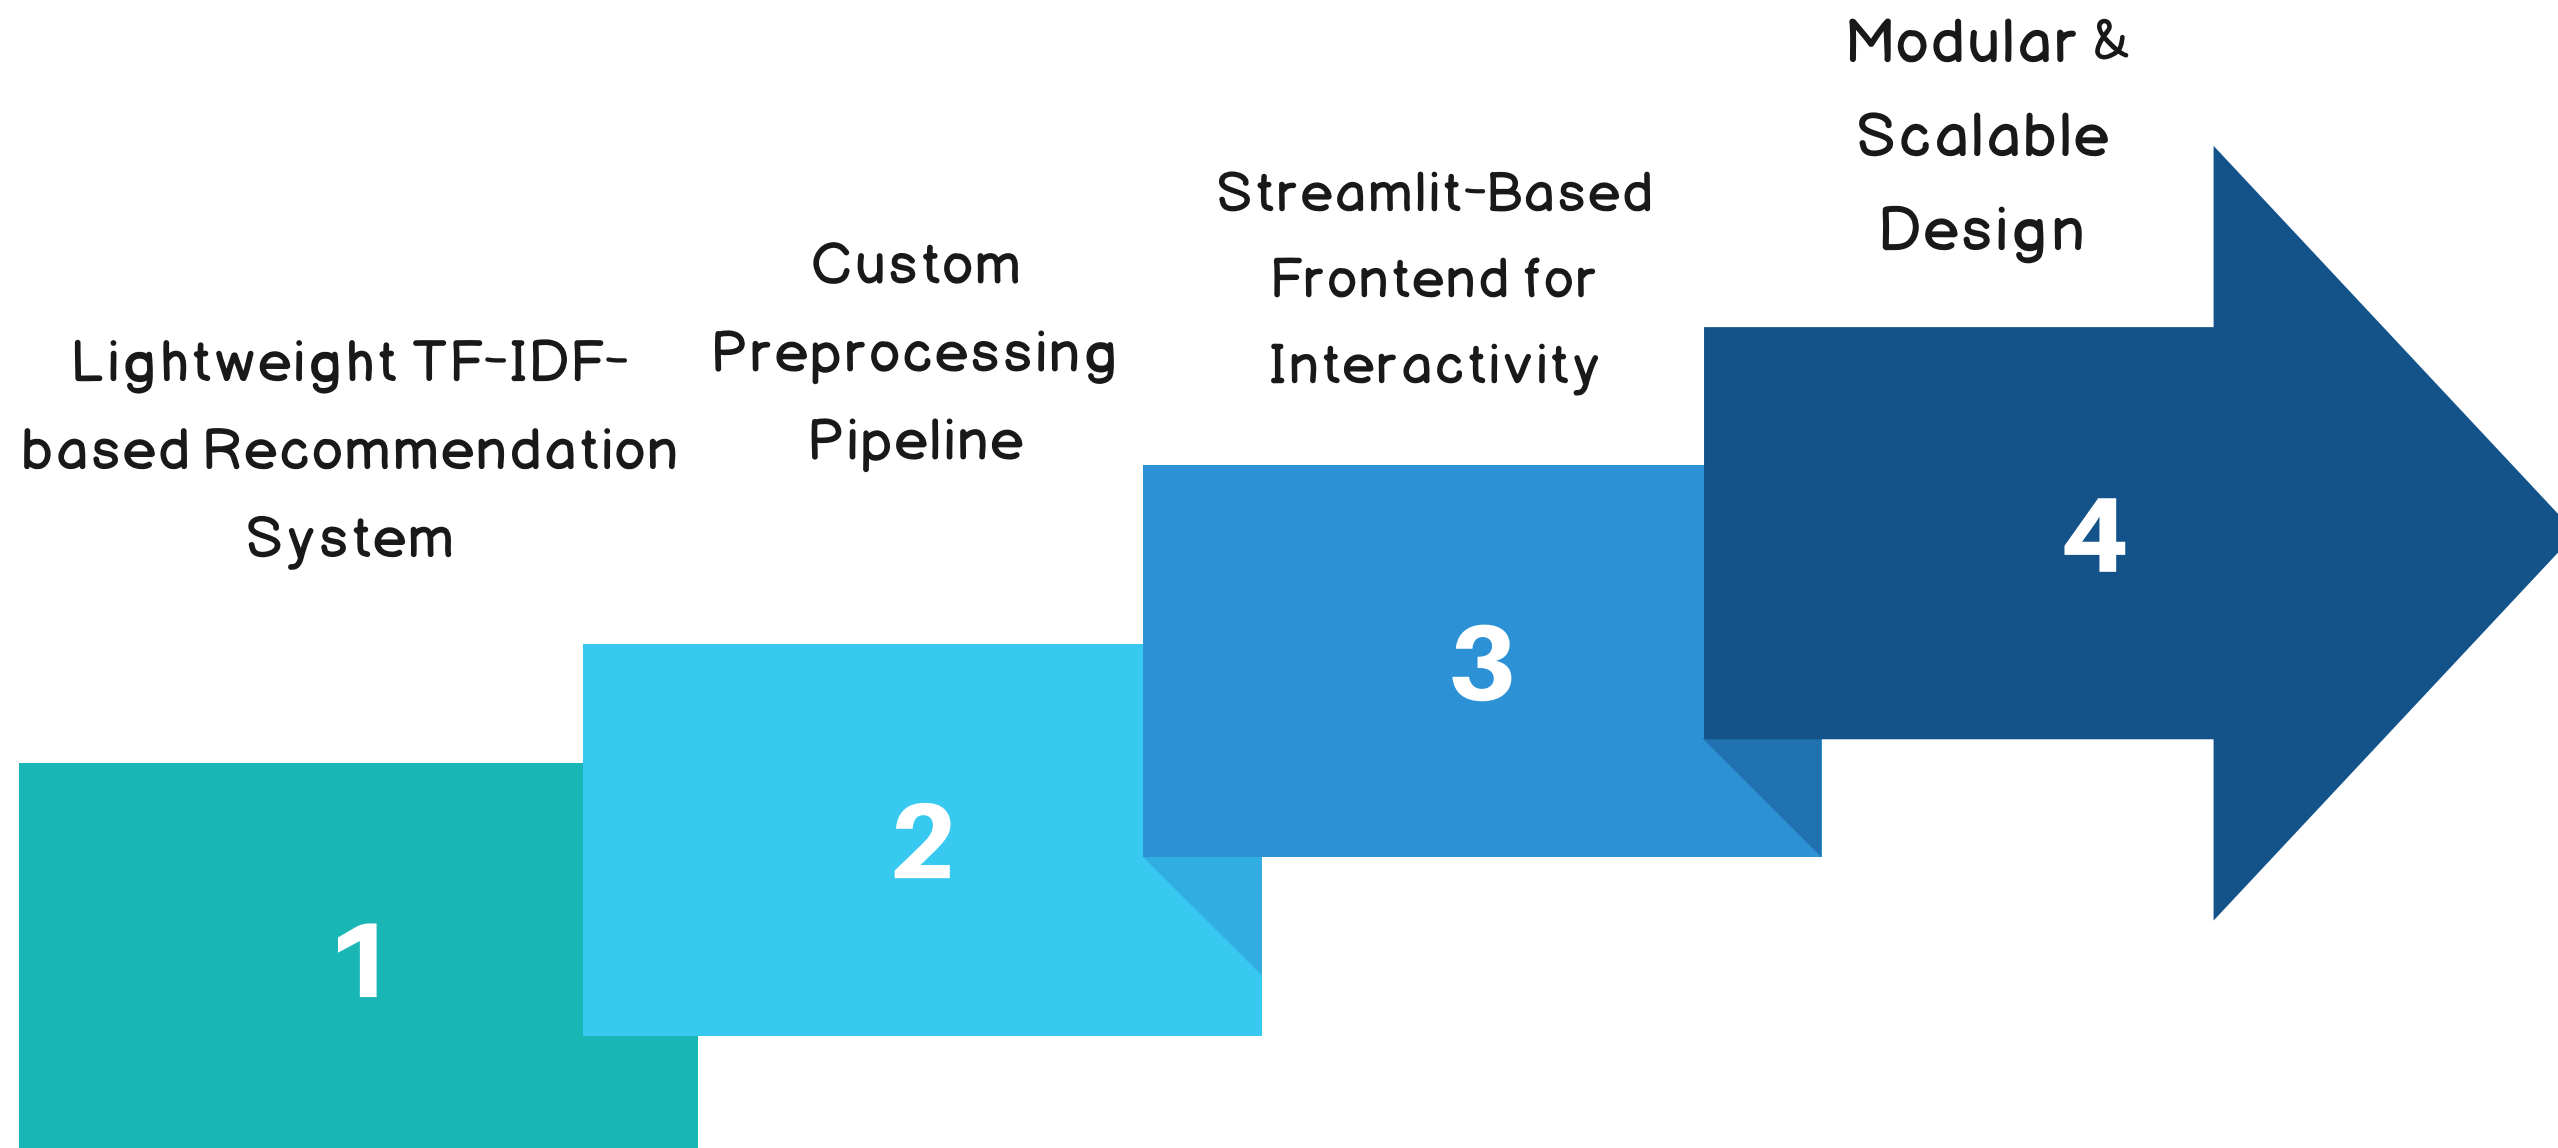 Lightweight TF-IDF-
based Recommendation
System
1
Custom
Preprocessing
Pipeline
2
Streamlit-Based
Frontend for
Interactivity
3
Modular &
Scalable
Design
4